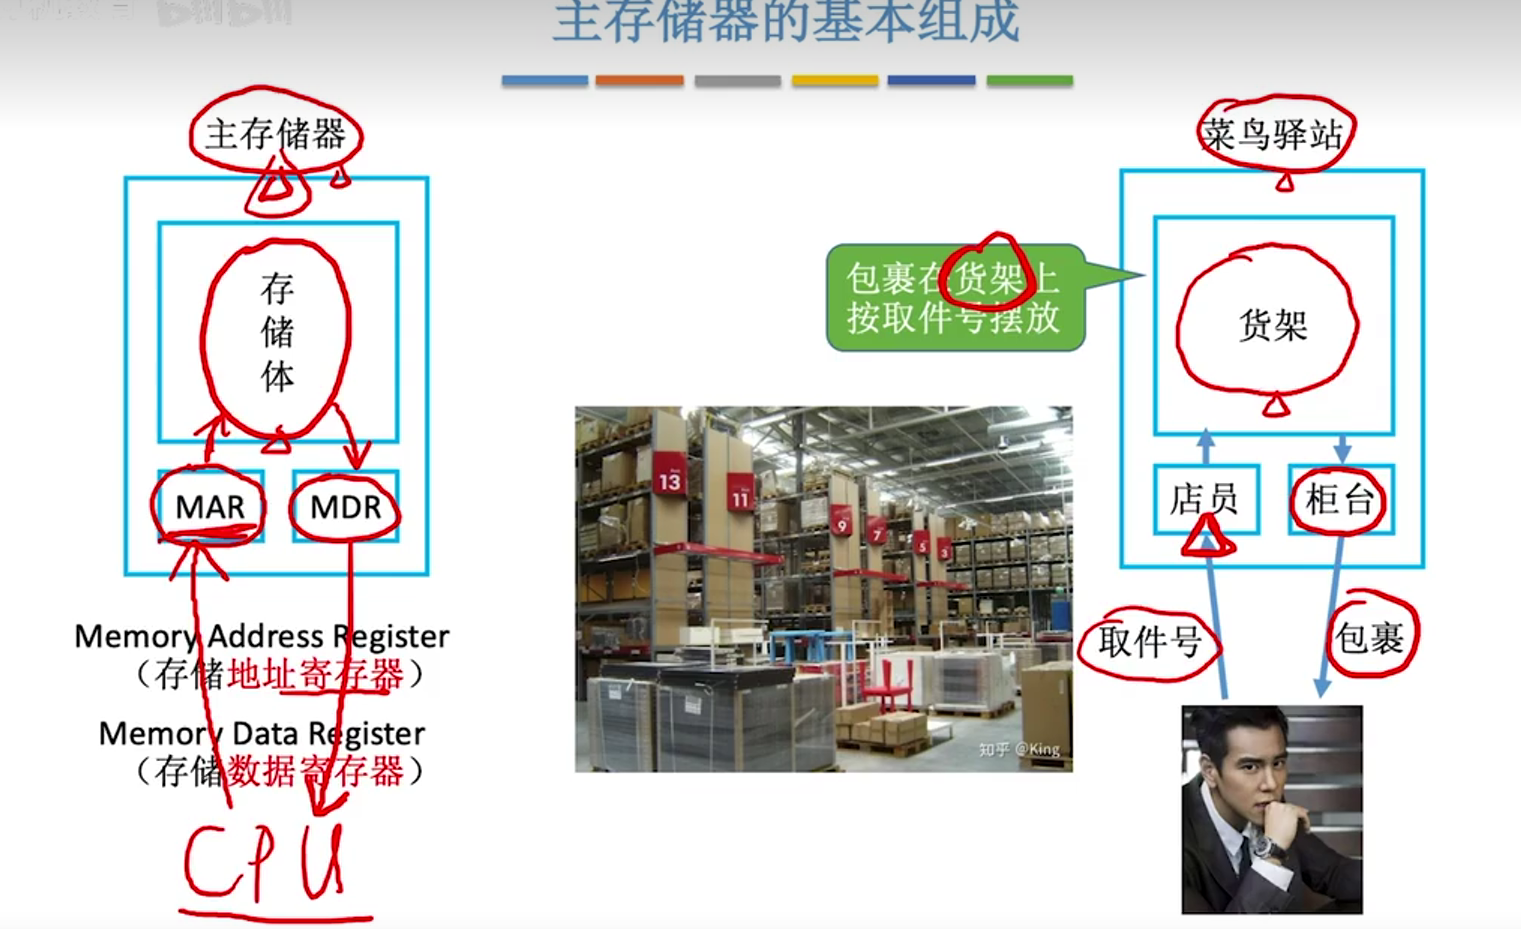 主存储器的基本组成
主存储器
存
储
体
MAR
MDR
Memory Address Register
（存储地址寄存器）
Memory Data Register
（存储数据寄存器）
CPU
包裹在货架上
按取件号摆放
13
11
9
7
5
3
知乎 @King
菜鸟驿站
货架
店员
柜台
取件号
包裹